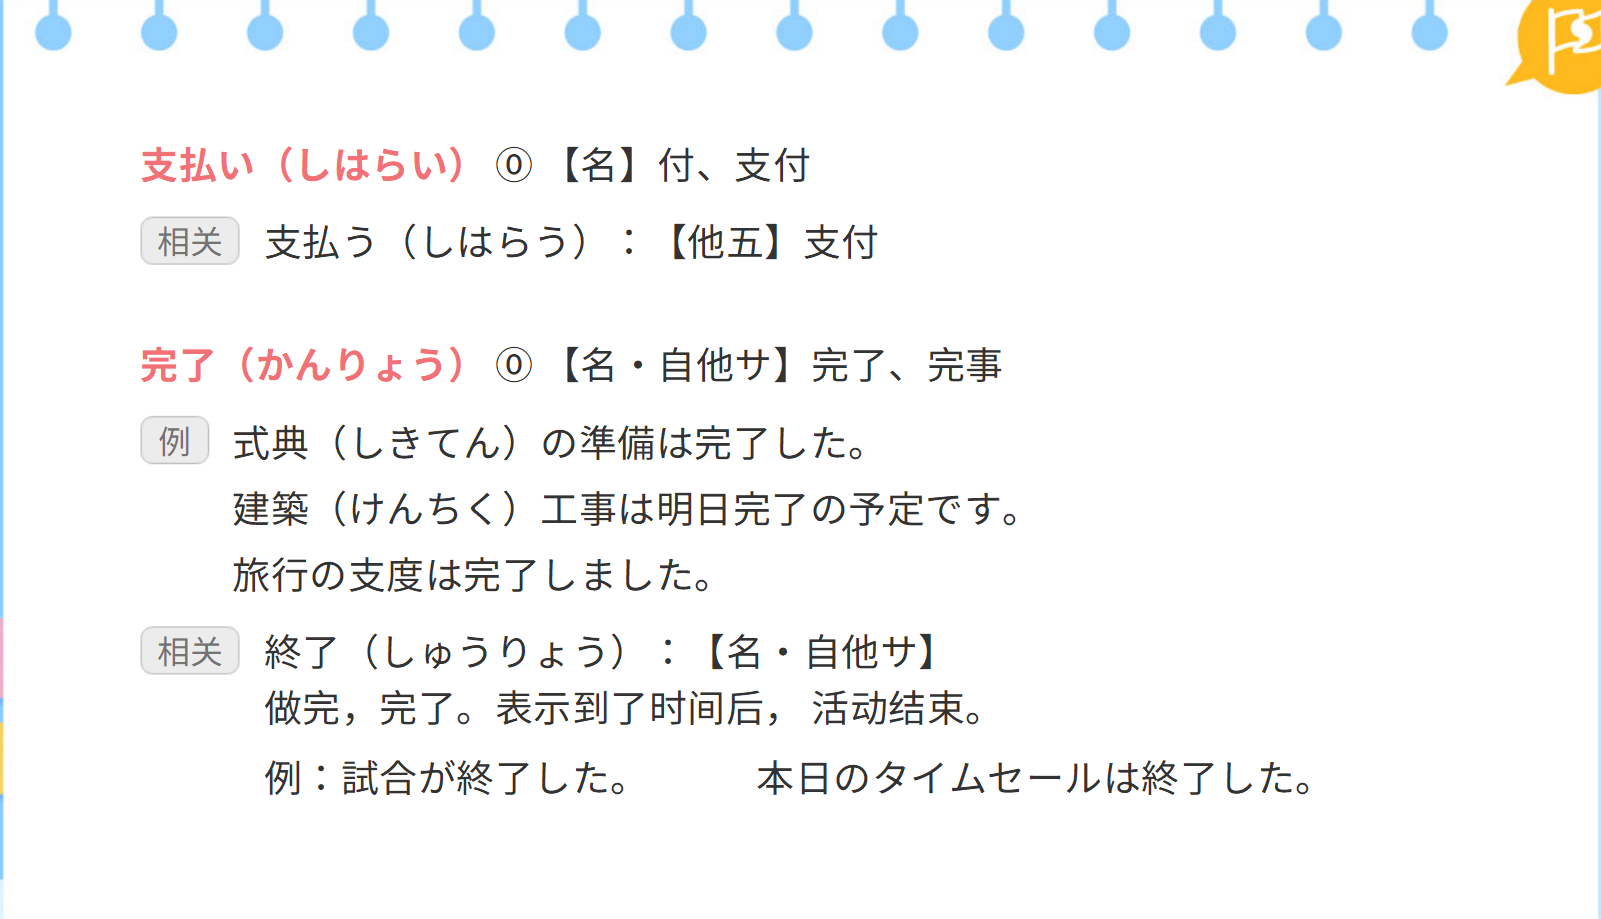 支払い（しはらい） ⓪ 【名】付、支付
相关 支払う（しはらう）：【他五】支付
完了（かんりょう） ⓪ 【名・自他サ】完了、完事
例 式典（しきてん）の準備は完了した。
建築（けんちく）工事は明日完了の予定です。
旅行の支度は完了しました。
相关 終了（しゅうりょう）：【名・自他サ】
做完，完了。表示到了时间后， 活动结束。
例：試合が終了した。 本日のタイムセールは終了した。